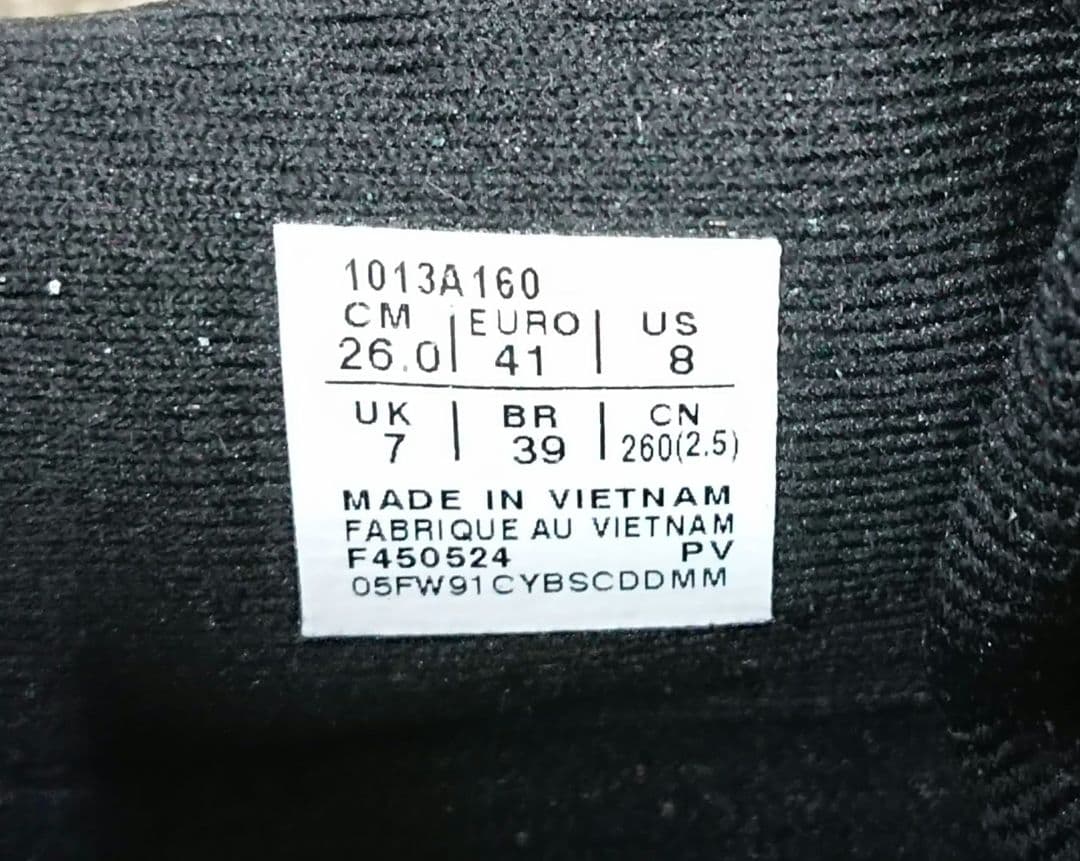 1013A160
CM | EURO | US
26.0 | 41 | 8
UK | BR | CN
7 | 39 | 260(2.5)
MADE IN VIETNAM
FABRIQUE AU VIETNAM
F450524 PV
05FW91CYBSCDDMM